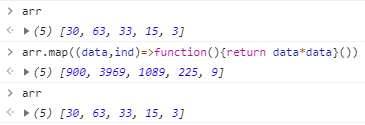 > arr
<· ▶ (5) [30, 63, 33, 15, 3]
> arr.map((data,ind)=>function(){return data*data}())
<· ▶ (5) [900, 3969, 1089, 225, 9]
> arr
<· ▶ (5) [30, 63, 33, 15, 3]